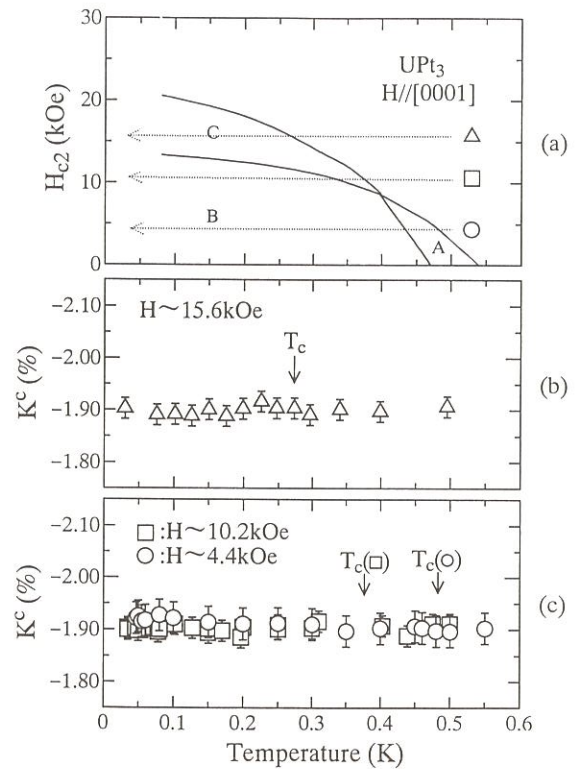 30
20
10
0
H_c2 (kOe)
UPt₃
H//[0001]
C
B
A
(a)
−2.10
−2.00
−1.90
−1.80
K^c (%)
H∼15.6kOe
T_c
(b)
−2.10
−2.00
−1.90
−1.80
K^c (%)
□:H∼10.2kOe
○:H∼4.4kOe
T_c(□)
T_c(○)
(c)
0 0.1 0.2 0.3 0.4 0.5 0.6
Temperature (K)